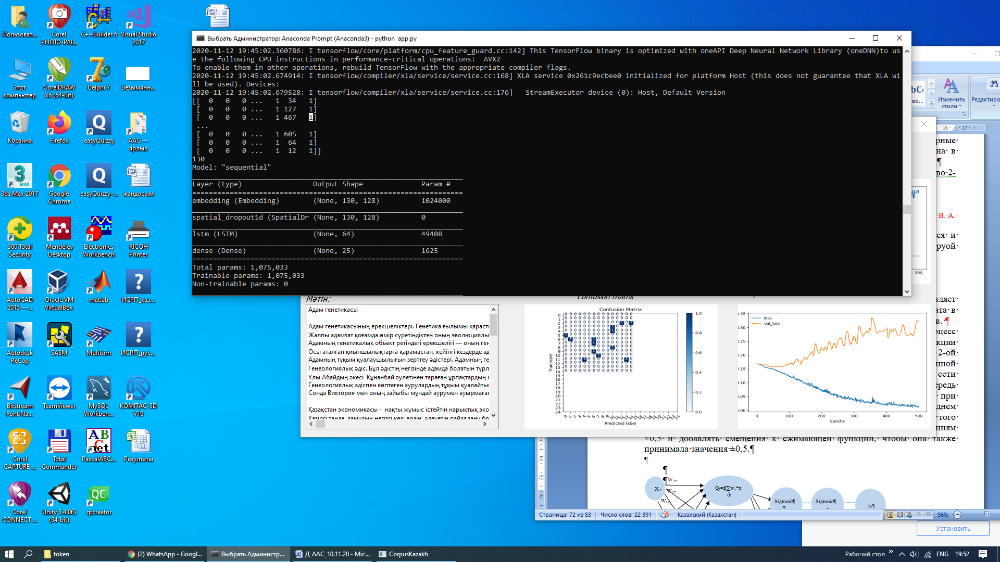 Пользоват...
Corel PHOTO-PAI...
C++Builder 6
Visual Studio 2017
Этот компьютер
CorelDRAW X6 (64-Bit)
Delphi 7
Безымянн...
Корзина
Firefox
easyQuizzy
ААС — ярлык
3ds Max 2017
Google Chrome
easyQuizzy-...
жандосым
360 Total Security
Mendeley Desktop
Electronics Workbench
RICOH Printer
AutoCAD 2015 —...
Oracle VM VirtualBox
matlab
ИСРП_каз...
Autodesk ReCap
SASM
Multisim
ИСРП_рус...
Bitstream Font Na...
TeamViewer
MySQL Workben...
КОМПАС-3D V16
Corel CAPTURE ...
Total Commander
PascalABC...
Резултаты
Corel CONNECT ...
Unity 5.4.0f3 (64-bit)
qtcreator
Выбрать Администратор: Anaconda Prompt (Anaconda3) - python  app.py
2020-11-12 19:45:02.360786: I tensorflow/core/platform/cpu_feature_guard.cc:142] This TensorFlow binary is optimized with oneAPI Deep Neural Network Library (oneDNN)to us
e the following CPU instructions in performance-critical operations:  AVX2
To enable them in other operations, rebuild TensorFlow with the appropriate compiler flags.
2020-11-12 19:45:02.674914: I tensorflow/compiler/xla/service/service.cc:168] XLA service 0x261c9ecbee0 initialized for platform Host (this does not guarantee that XLA wi
ll be used). Devices:
2020-11-12 19:45:02.679528: I tensorflow/compiler/xla/service/service.cc:176]   StreamExecutor device (0): Host, Default Version
[[  0   0   0 ...   1  34   1]
[  0   0   0 ...   1 127   1]
[  0   0   0 ...   1 467   1]
...
[  0   0   0 ...   1 605   1]
[  0   0   0 ...   1  64   1]
[  0   0   0 ...   1  12   1]]
130
Model: "sequential"
Layer (type)                 Output Shape              Param #
embedding (Embedding)        (None, 130, 128)          1024000
spatial_dropout1d (SpatialDr (None, 130, 128)          0
lstm (LSTM)                  (None, 64)                49408
dense (Dense)                (None, 25)                1625
Total params: 1,075,033
Trainable params: 1,075,033
Non-trainable params: 0
Мәтін:
Адам генетикасы
Адам генетикасының ерекшеліктері. Генетика ғылымы қарасты
Жалпы адамзат қоғамда өмір сүретіндіктен оның эволюциялы
Адамның генетикалық объект ретіндегі ерекшелігі — оның ген
Осы аталған қиыншылықтарға қарамастан, кейінгі кездерде ад
Адамның тұқым қуалаушылығын зерттеу әдістері. Адамның ге
Генеологиялық әдіс. Бұл әдістің негізінде адамда болатын түрл
Ұлы Абайдың әкесі  Құнанбай әулетінен тараған ұрпақтардың і
Генеологиялық әдіспен көптеген аурулардың тұқым қуалайтын
Сонда Виктория мен оның зайыбы мұндай аурумен ауырмаған
Қазақстан экономикасы -  нақты жұмыс істейтін нарықтық эко
Confusion matrix
Confusion Matrix
True label
Predicted label
1.0
0.8
0.6
0.4
0.2
0.0
loss
val_loss
0.35
0.30
0.25
0.20
0.15
0.10
0.05
0.00
0 100 200 300 400 500
Epochs
500
Изменить стили
Редактиро
16 17
рные
на в
во 2-
В. А.
ся и
груой
вляет
ата в
в. ¶
оцесс
кции
2-ой
нной
сети
ередь
при
днем
того
ниям
±0,5 и добавлять смещения к сжимающей функции, чтобы она также
принимала значения ±0,5.¶
¶
¶
Sigmoid¶
Sigmoid¶
Страница: 72 из 83
Число слов: 22 391
Казахский (Казахстан)
96%
Установить
token
(2) WhatsApp - Googl...
Выбрать Администр...
Д_ААС_10.11.20 - Mic...
CorpusKazakh
Рабочий стол
ENG
19:52